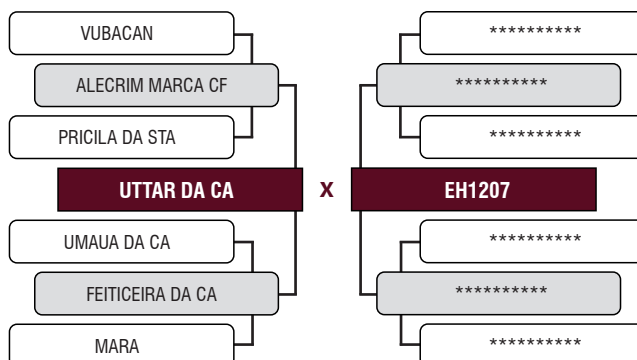 VUBACAN
**********
ALECRIM MARCA CF
**********
PRICILA DA STA
**********
UTTAR DA CA X EH1207
UMAUA DA CA
**********
FEITICEIRA DA CA
**********
MARA
**********